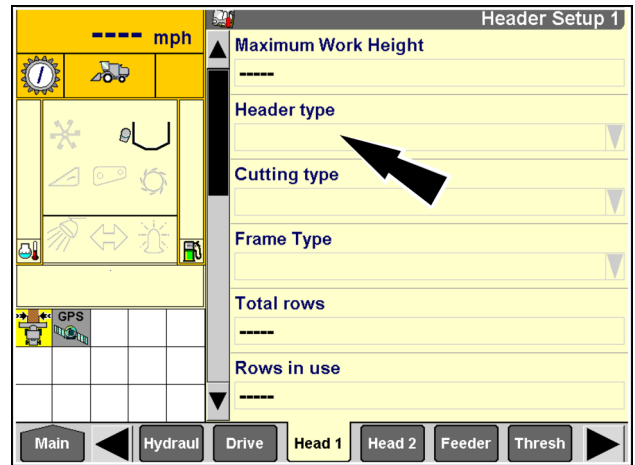 Header Setup 1
---- mph
Maximum Work Height
-----
Header type
Cutting type
Frame Type
GPS
Total rows
-----
Rows in use
-----
Main
Hydraul
Drive
Head 1
Head 2
Feeder
Thresh